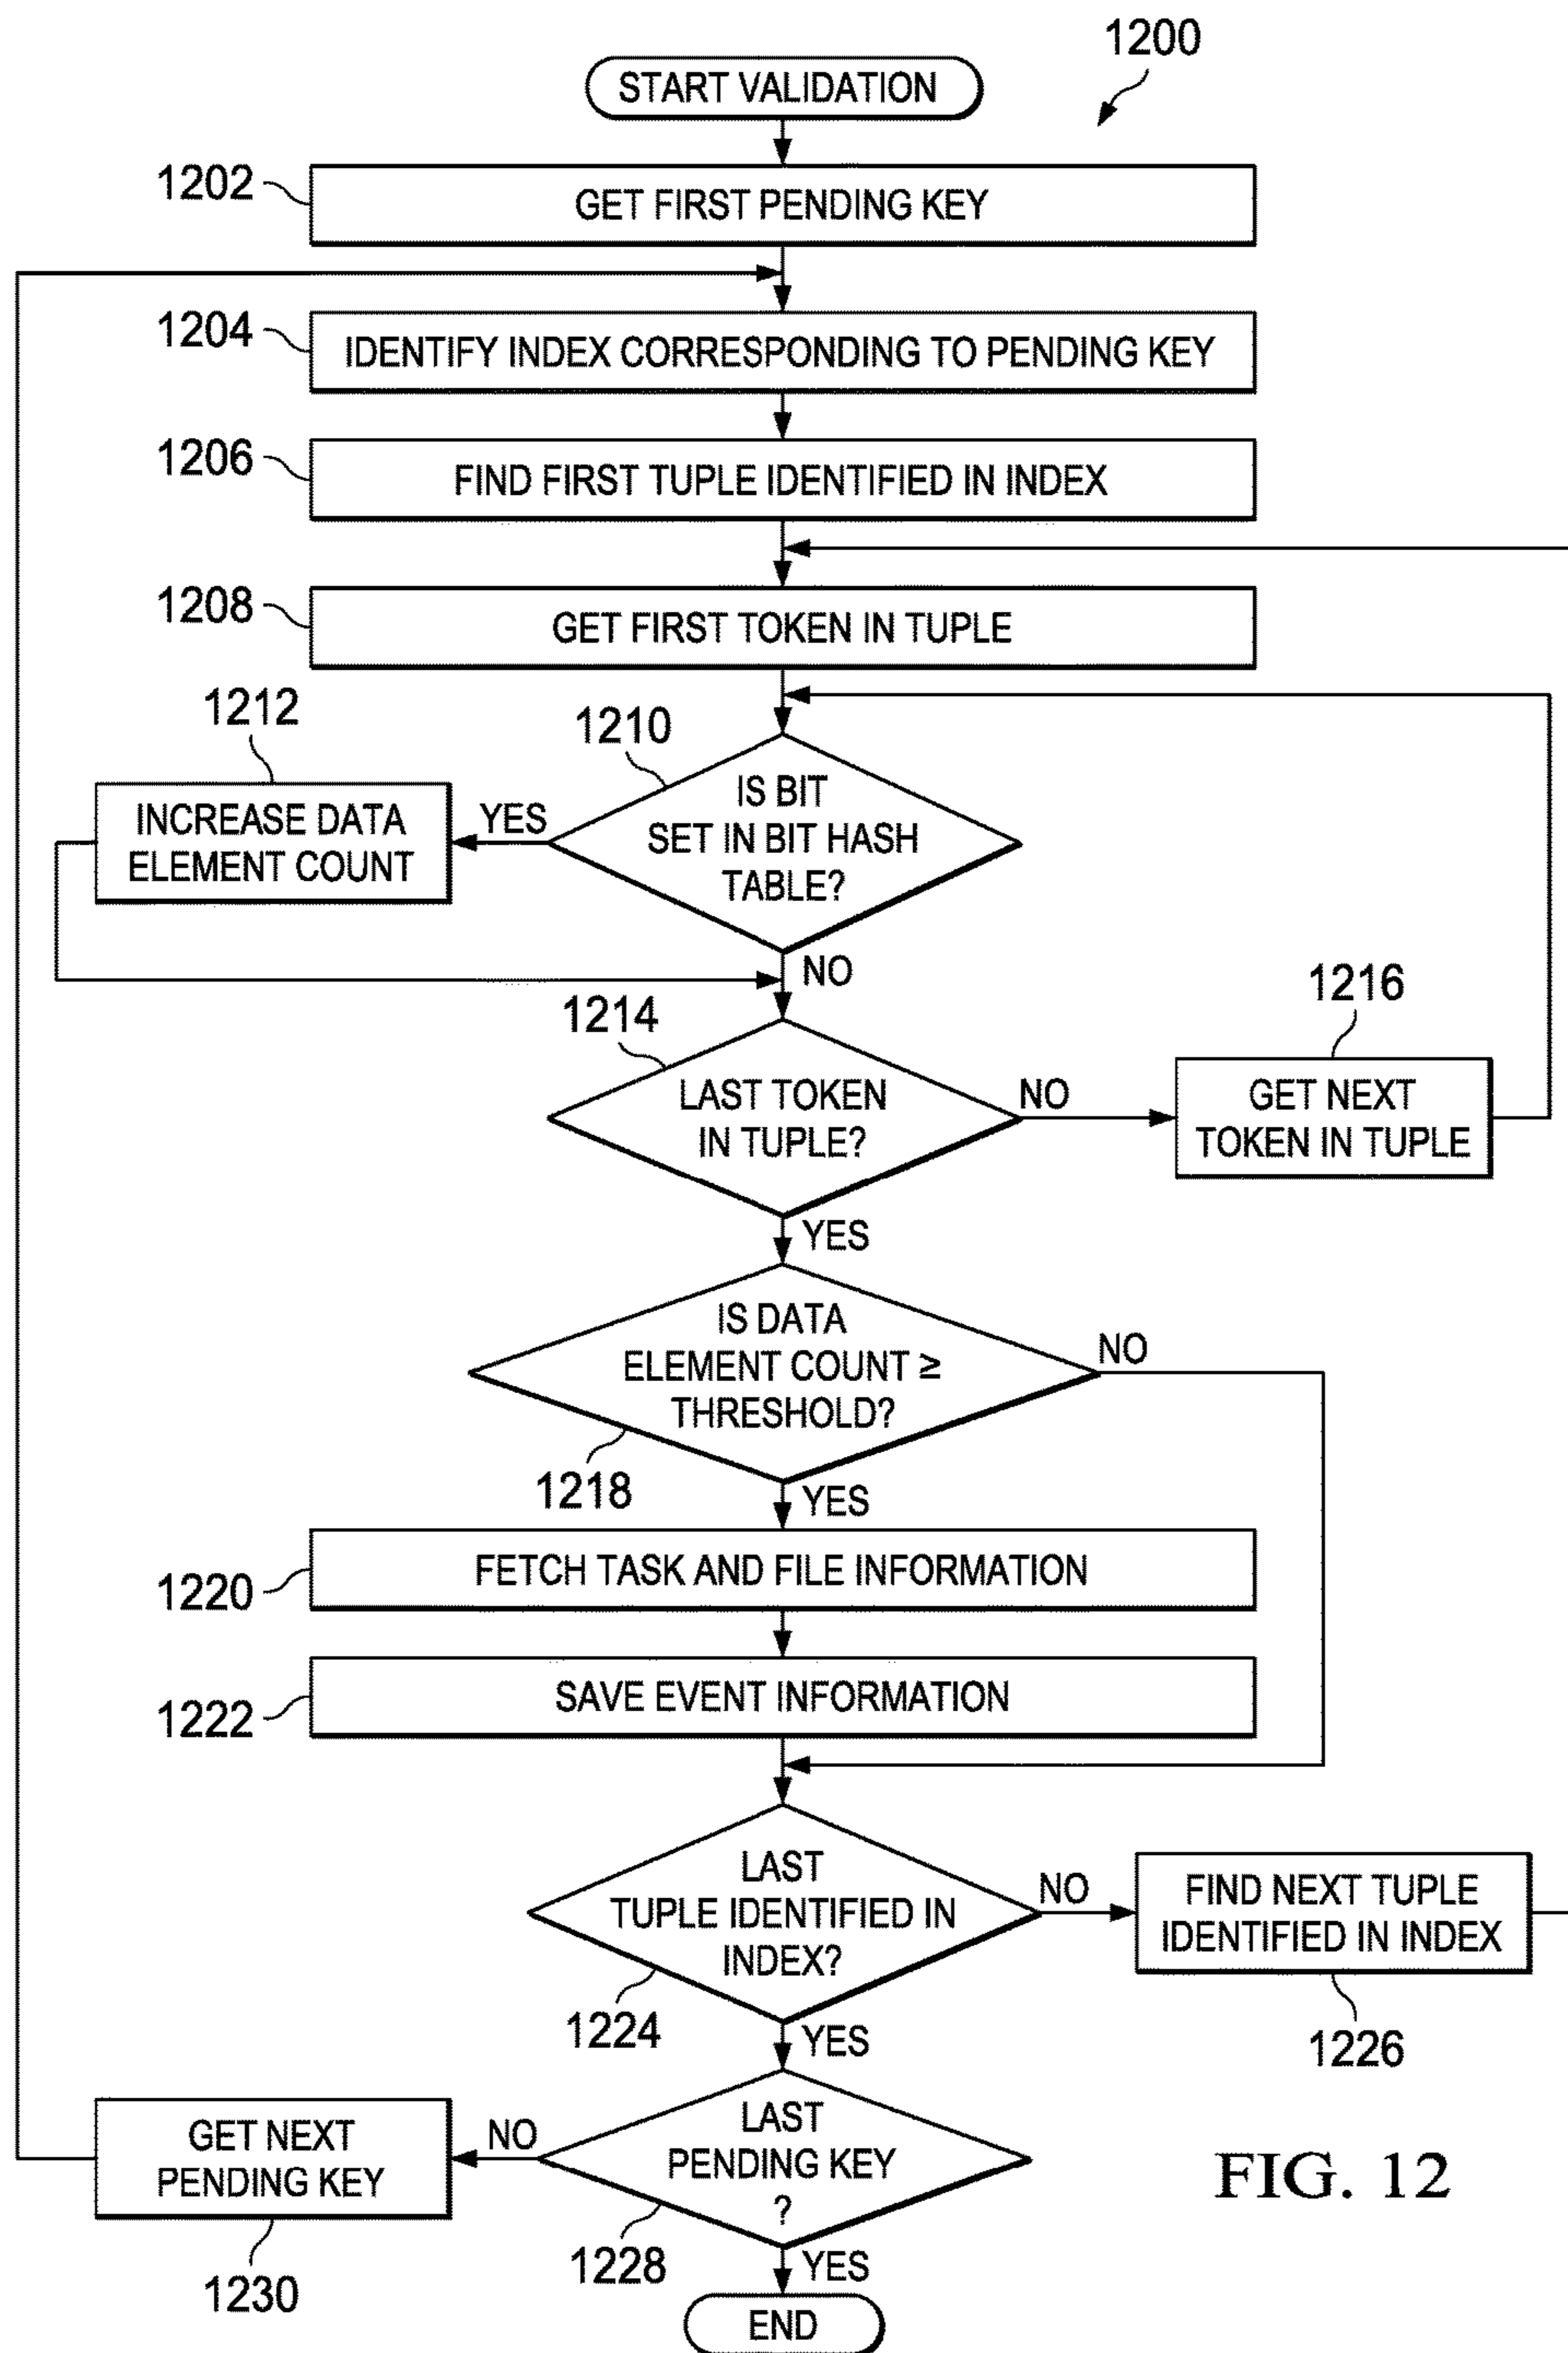 1200
START VALIDATION
1202
GET FIRST PENDING KEY
1204
IDENTIFY INDEX CORRESPONDING TO PENDING KEY
1206
FIND FIRST TUPLE IDENTIFIED IN INDEX
1208
GET FIRST TOKEN IN TUPLE
1210
IS BIT
SET IN BIT HASH
TABLE?
YES
1212
INCREASE DATA
ELEMENT COUNT
NO
1214
LAST TOKEN
IN TUPLE?
NO
1216
GET NEXT
TOKEN IN TUPLE
YES
IS DATA
ELEMENT COUNT ≥
THRESHOLD?
NO
1218
YES
1220
FETCH TASK AND FILE INFORMATION
1222
SAVE EVENT INFORMATION
LAST
TUPLE IDENTIFIED IN
INDEX?
NO
FIND NEXT TUPLE
IDENTIFIED IN INDEX
1224
YES
1226
LAST
PENDING KEY
?
NO
GET NEXT
PENDING KEY
1228
1230
YES
END
FIG. 12